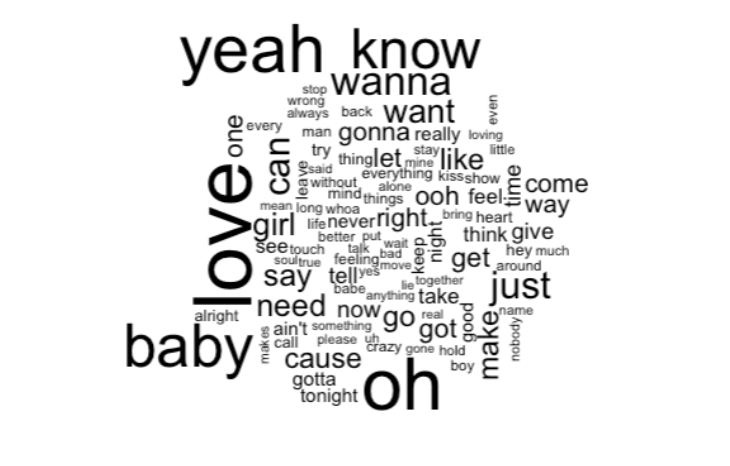 yeah know
stop wanna
wrong
always back want even
one every man gonna really loving
can try thing let mine stay like little
leave said everything kiss show time
without alone come
love mind things ooh feel way
mean long whoa
girl life never right bring heart
better put think give
see touch talk wait keep night hey much
soul true feeling bad get around
say tell yes move
babe lie together just
anything take
need now go real good name
alright
baby makes ain't something got make nobody
call please uh
crazy gone hold
cause boy
gotta oh
tonight